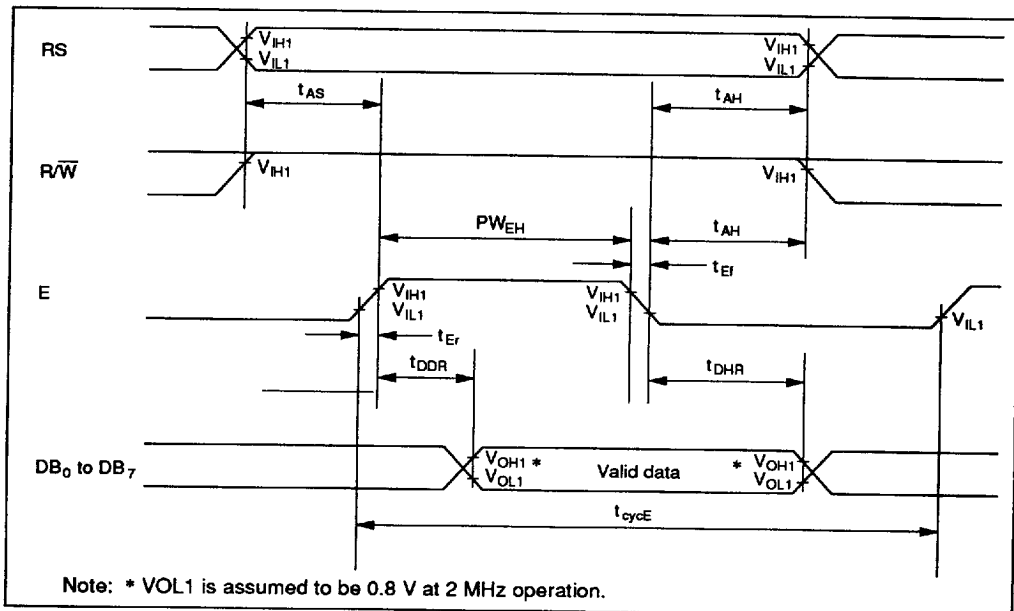 RS
VIH1
VIL1
VIH1
VIL1
tAS
tAH
R/W̅
VIH1
VIH1
PWEH
tAH
tEf
E
VIH1
VIL1
VIH1
VIL1
VIL1
tEr
tDDR
tDHR
DB0 to DB7
VOH1 *
VOL1
Valid data
* VOH1
VOL1
tcycE
Note: * VOL1 is assumed to be 0.8 V at 2 MHz operation.